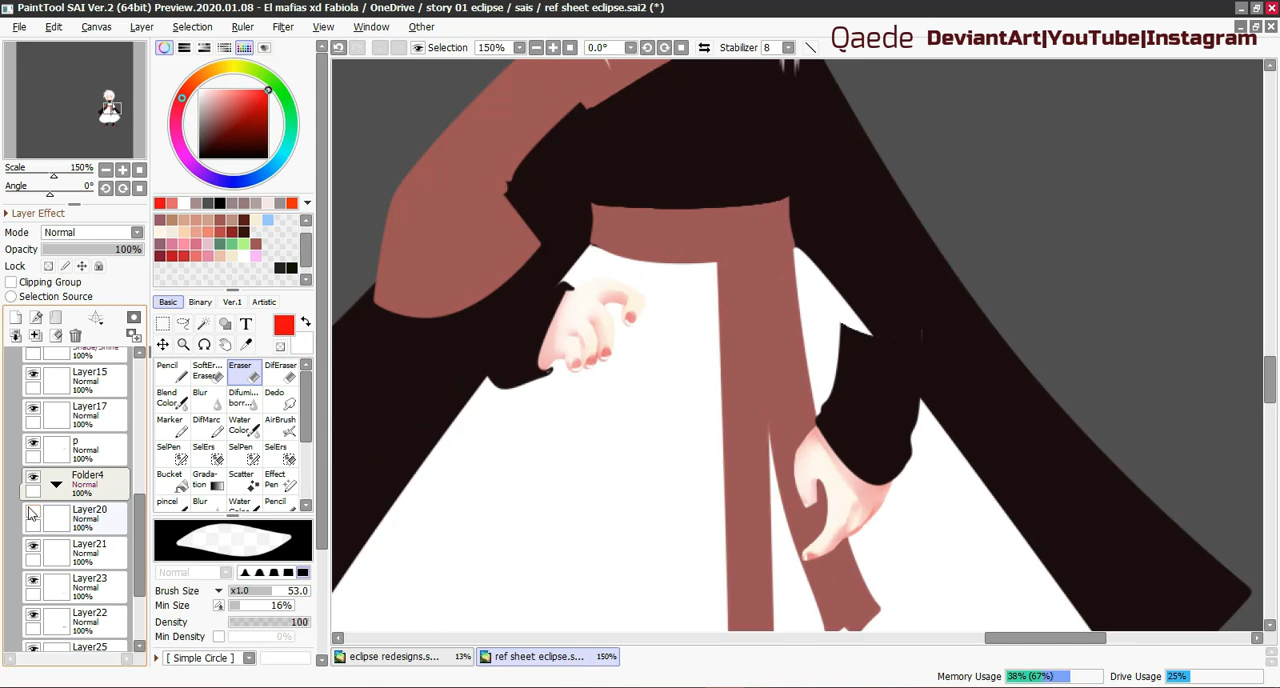 PaintTool SAI Ver.2 (64bit) Preview.2020.01.08 - El mafias xd Fabiola / OneDrive / story 01 eclipse / sais / ref sheet eclipse.sai2 (*)
File Edit Canvas Layer Selection Ruler Filter View Window Other
Qaede DeviantArt|YouTube|Instagram
Selection 150% 0.0° Stabilizer 8
Scale 150%
Angle 0°
Layer Effect
Mode Normal
Opacity 100%
Lock
Clipping Group
Selection Source
100%
Layer15
Normal
100%
Layer17
Normal
100%
p
Normal
100%
Folder4
Normal
100%
Layer20
Normal
100%
Layer21
Normal
100%
Layer23
Normal
100%
Layer22
Normal
100%
Layer25
Basic Binary Ver.1 Artistic
T
Pencil SoftEr... Eraser Eraser DifEraser
Blend Color... Blur Difumi... borr... Dedo
Marker DifMarc Water Color... AirBrush
SelPen SelErs SelPen SelErs
Bucket Grada- tion Scatter Effect Pen
pincel Blur Water Pencil
Normal
Brush Size x1.0 53.0
Min Size 16%
Density 100
Min Density 0%
[ Simple Circle ]
eclipse redesigns.s... 13% ref sheet eclipse.s... 150%
Memory Usage 38% (67%) Drive Usage 25%